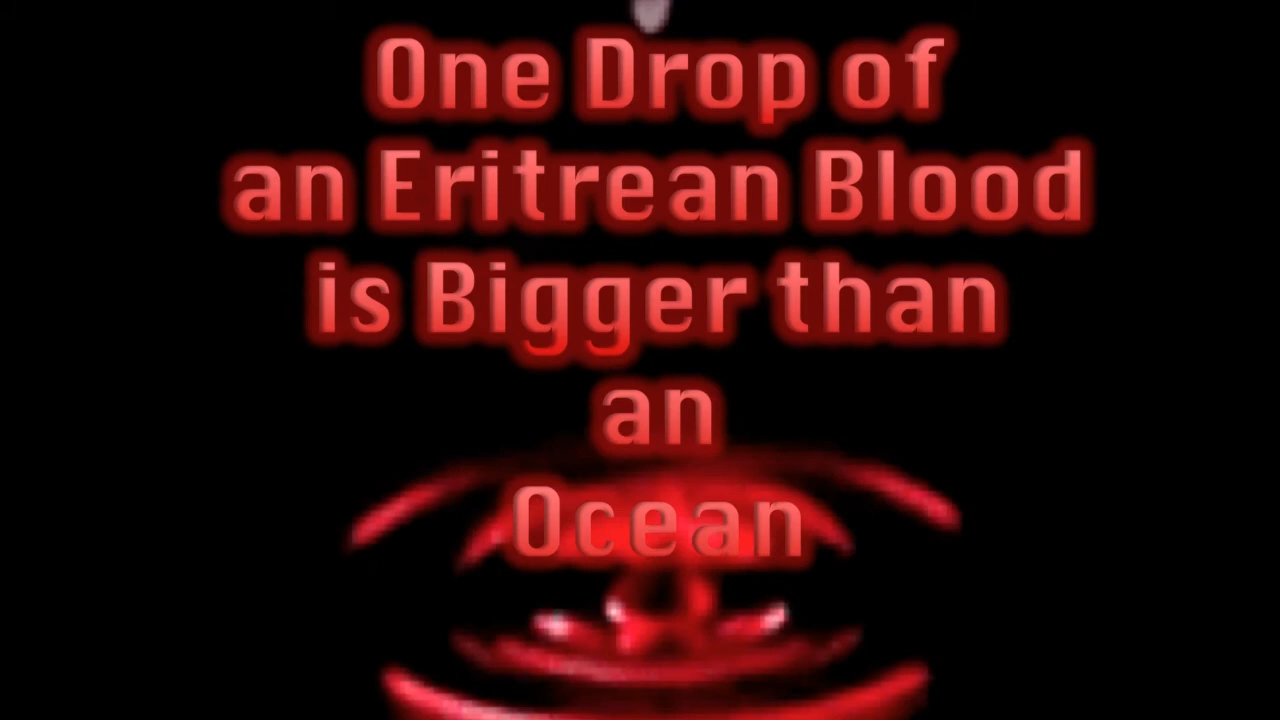 One Drop of
an Eritrean Blood
is Bigger than
an
Ocean